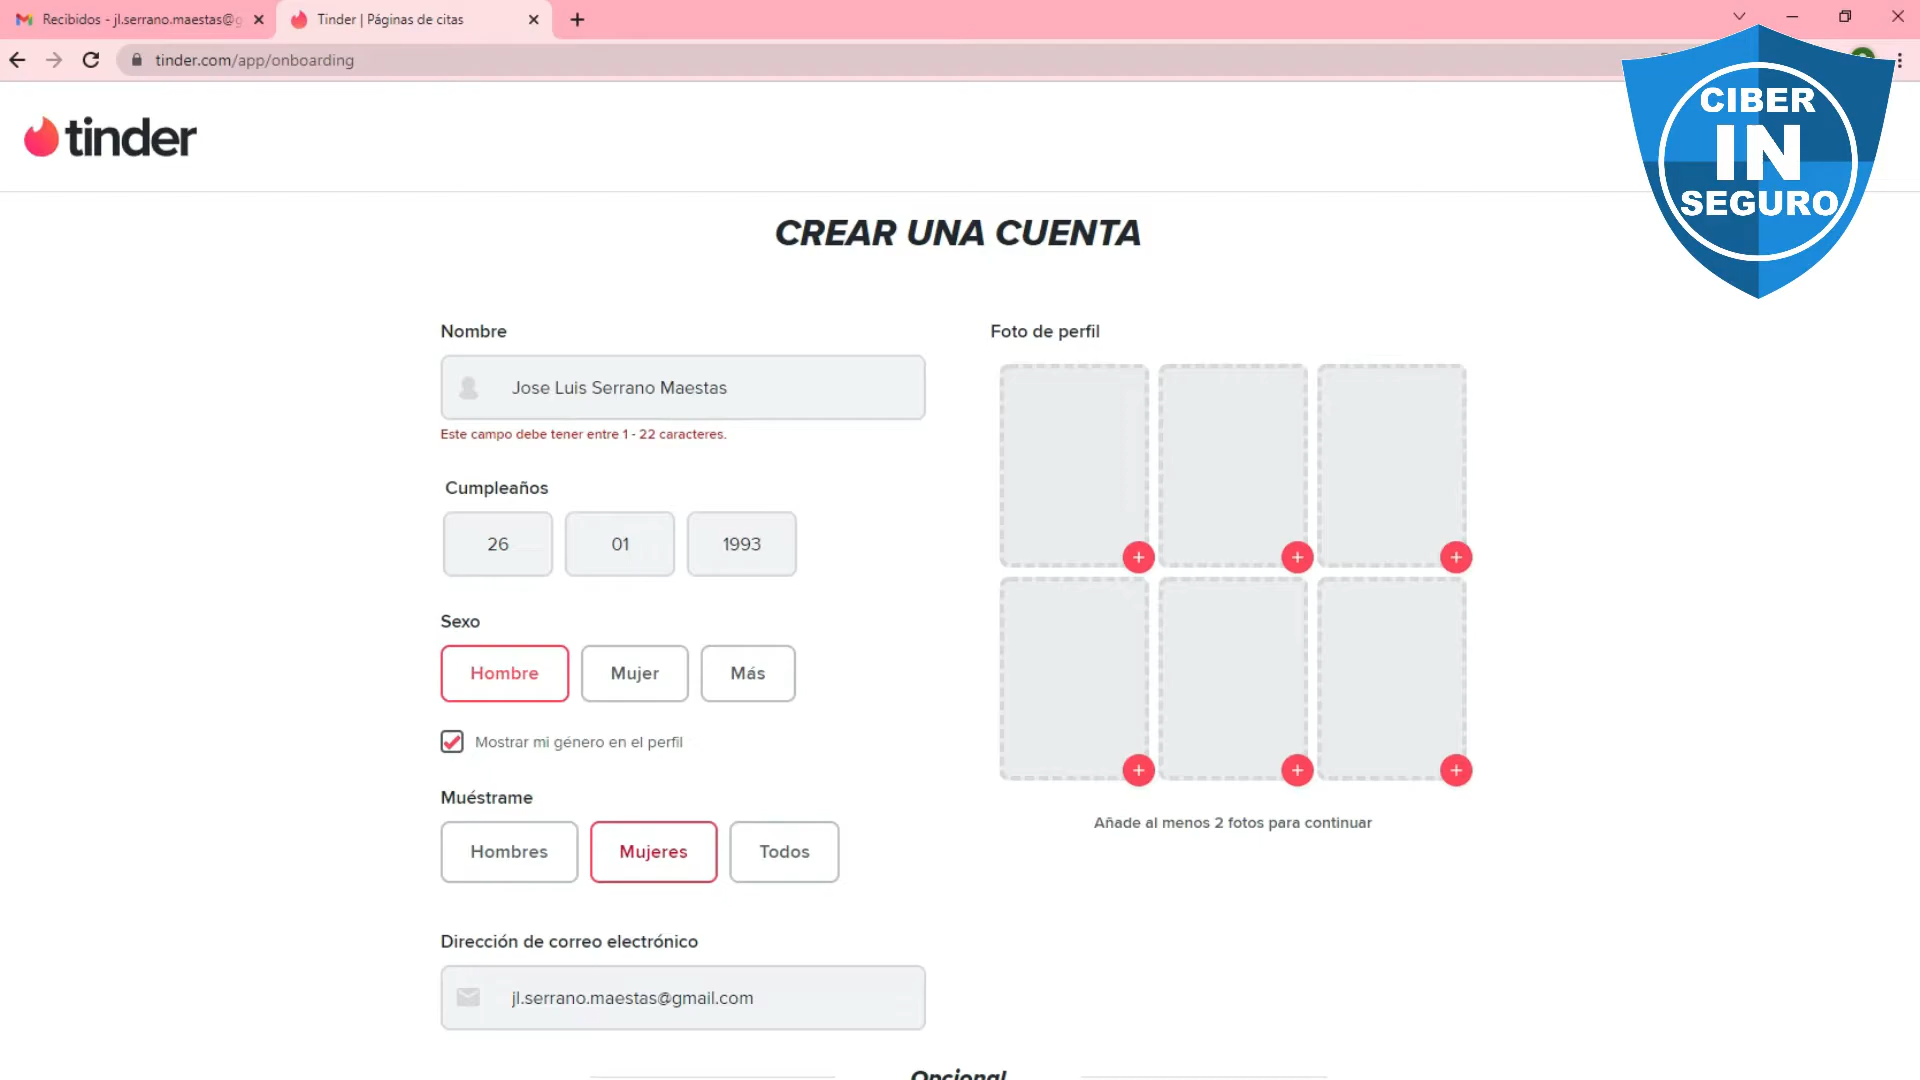 Recibidos - jl.serrano.maestas@g
Tinder | Páginas de citas
tinder.com/app/onboarding
CIBER
IN
SEGURO
tinder
CREAR UNA CUENTA
Nombre
Jose Luis Serrano Maestas
Este campo debe tener entre 1 - 22 caracteres.
Cumpleaños
26
01
1993
Sexo
Hombre
Mujer
Más
Mostrar mi género en el perfil
Muéstrame
Hombres
Mujeres
Todos
Dirección de correo electrónico
jl.serrano.maestas@gmail.com
Foto de perfil
Añade al menos 2 fotos para continuar
Opcional